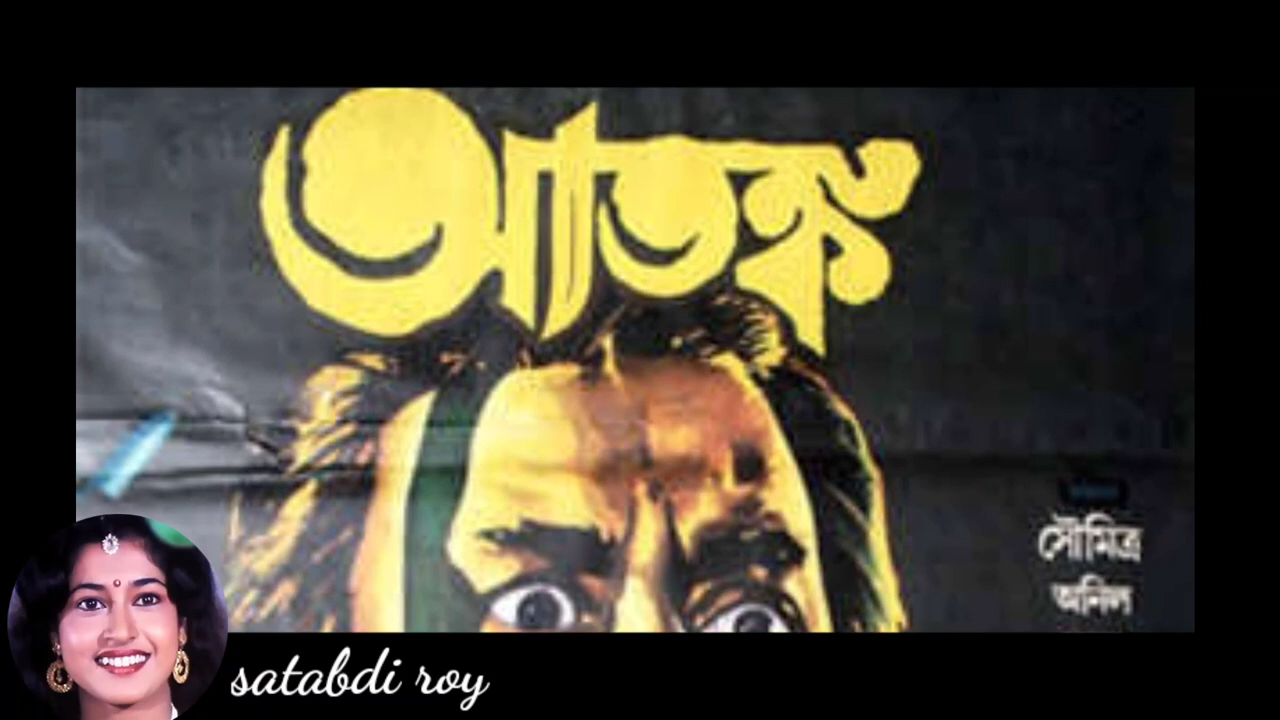 আতঙ্ক
সৌমিত্র
অনিল
satabdi roy